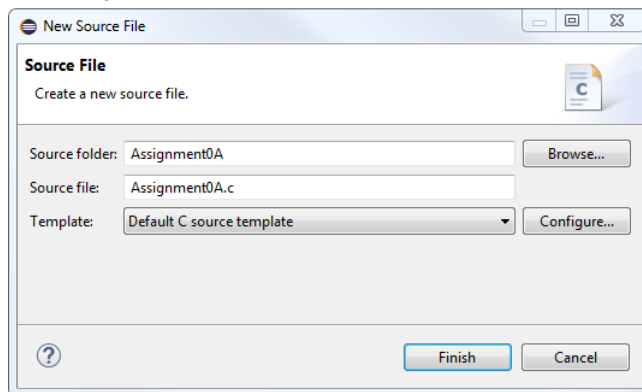 New Source File
Source File
Create a new source file.
C
Source folder: Assignment0A Browse...
Source file: Assignment0A.c
Template: Default C source template Configure...
? Finish Cancel